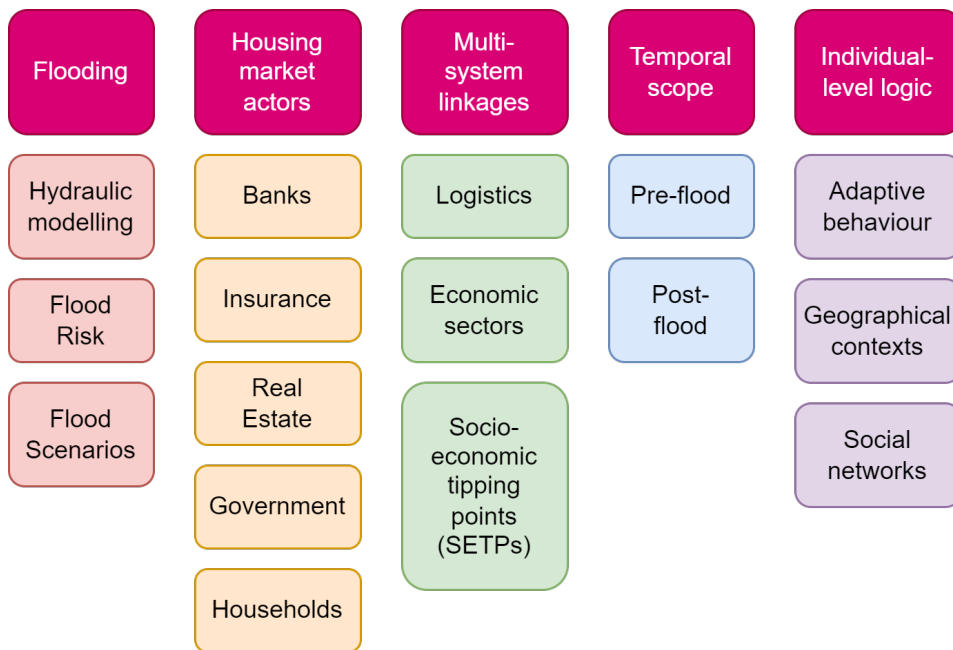 Flooding
Housing
market
actors
Multi-
system
linkages
Temporal
scope
Individual-
level logic
Hydraulic
modelling
Flood
Risk
Flood
Scenarios
Banks
Insurance
Real
Estate
Government
Households
Logistics
Economic
sectors
Socio-
economic
tipping
points
(SETPs)
Pre-flood
Post-
flood
Adaptive
behaviour
Geographical
contexts
Social
networks